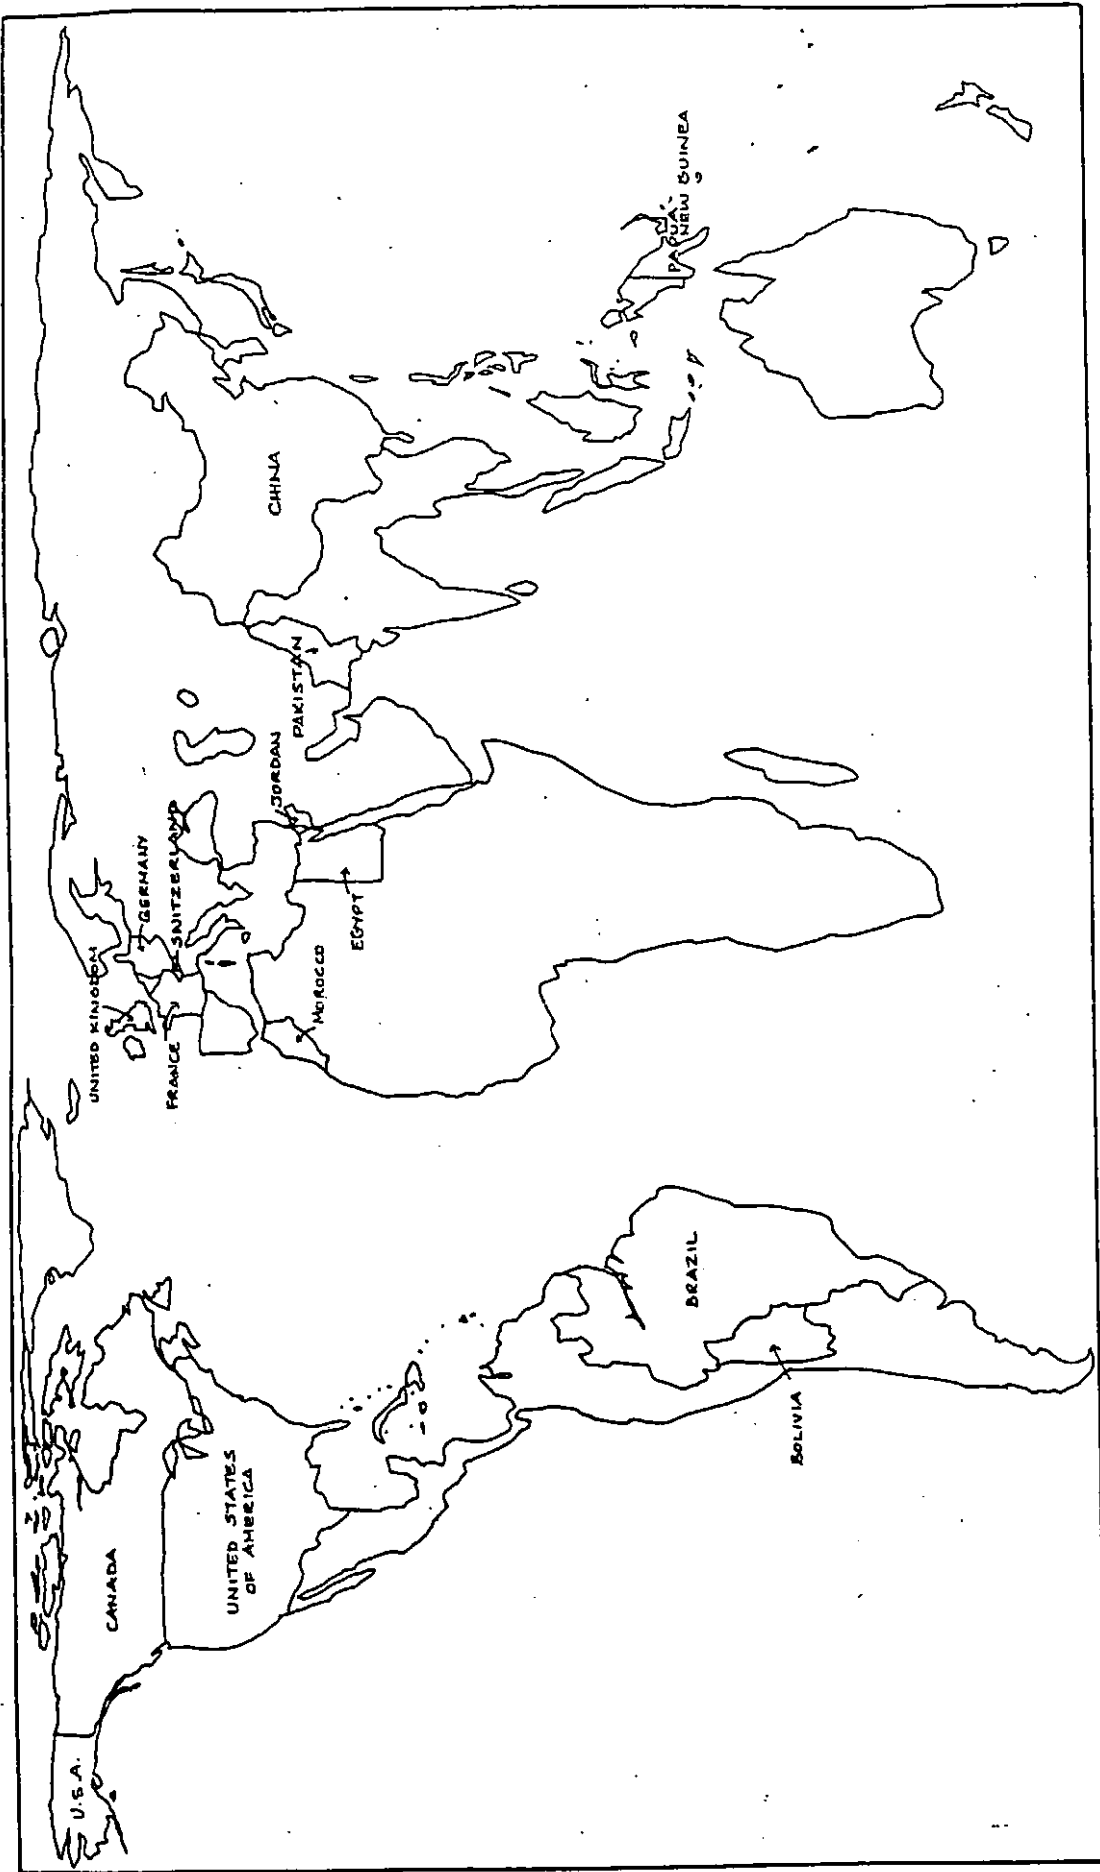 U.S.A.
CANADA
UNITED STATES
OF AMERICA
BOLIVIA
BRAZIL
UNITED KINGDOM
FRANCE
GERMANY
SWITZERLAND
MOROCCO
EGYPT
JORDAN
PAKISTAN
CHINA
PAPUA
NEW GUINEA